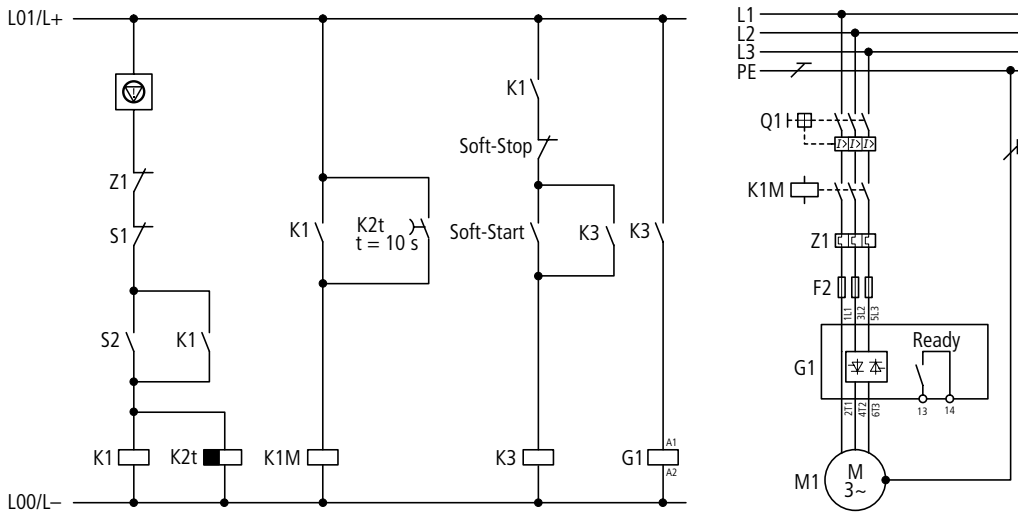 L01/L+
Z1
S1
S2
K1
K1
K2t
K1
K2t
t = 10 s
K1M
K1
Soft-Stop
Soft-Start
K3
K3
K3
G1
A1
A2
L00/L–
L1
L2
L3
PE
Q1
I> I> I>
K1M
Z1
F2
1L1
3L2
5L3
G1
Ready
13
14
2T1
4T2
6T3
M1
M
3~